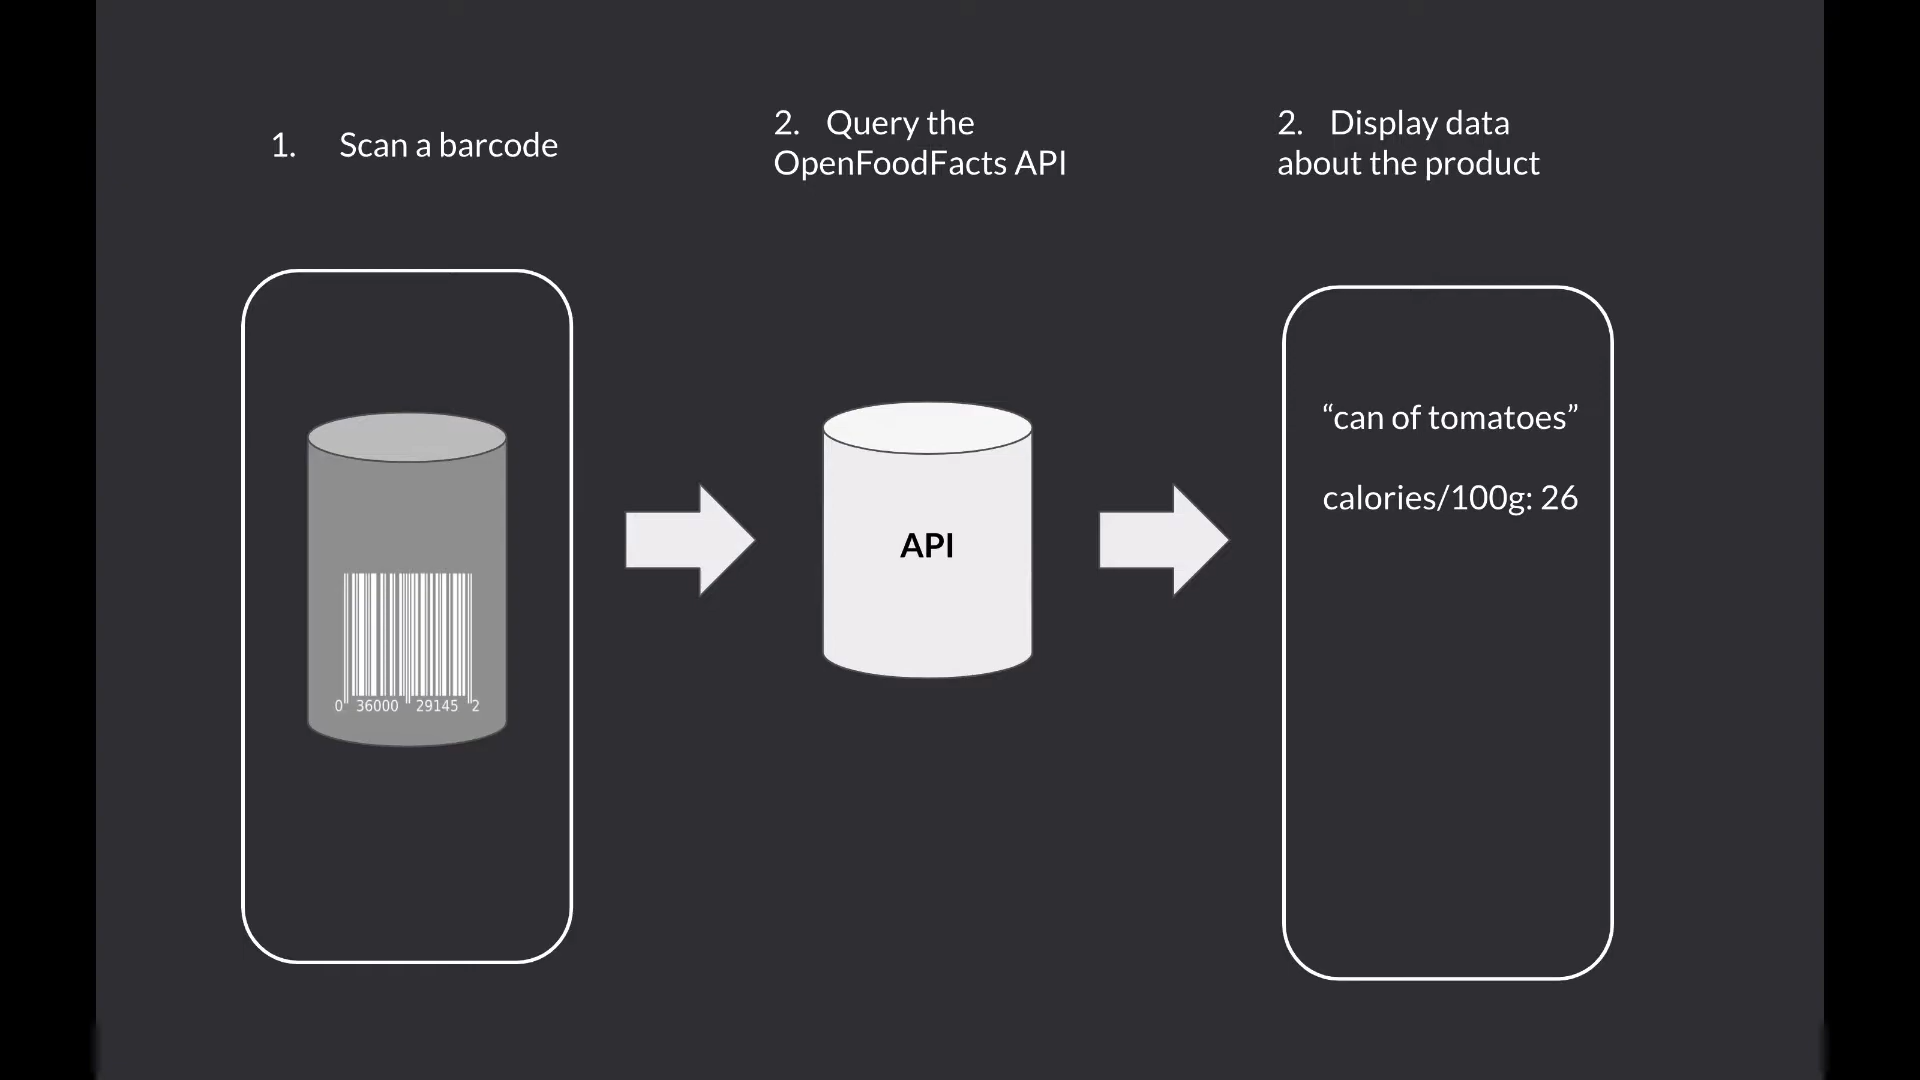 1. Scan a barcode
2. Query the
OpenFoodFacts API
2. Display data
about the product
0 36000 29145 2
API
“can of tomatoes”
calories/100g: 26